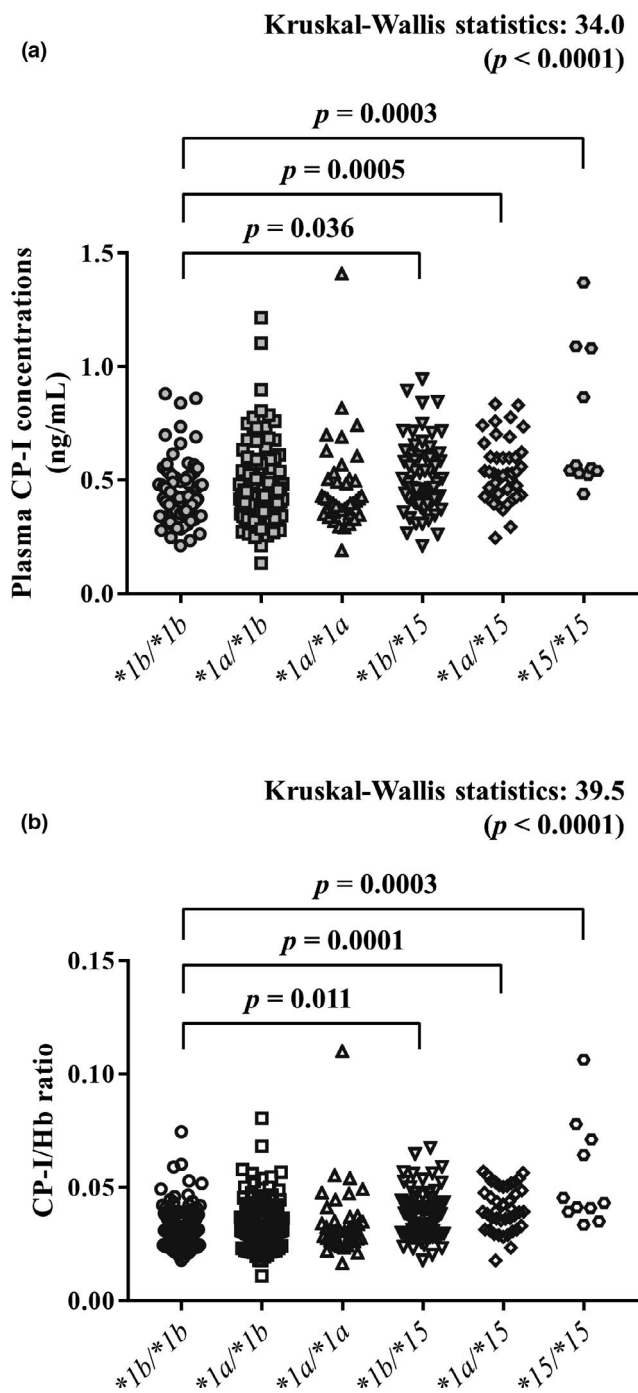 Kruskal-Wallis statistics: 34.0
(a)
(p < 0.0001)
p = 0.0003
p = 0.0005
p = 0.036
Plasma CP-I concentrations
(ng/mL)
1.5
1.0
0.5
0.0
*1b/*1b
*1a/*1b
*1a/*1a
*1b/*15
*1a/*15
*15/*15
Kruskal-Wallis statistics: 39.5
(b)
(p < 0.0001)
p = 0.0003
p = 0.0001
p = 0.011
CP-I/Hb ratio
0.15
0.10
0.05
0.00
*1b/*1b
*1a/*1b
*1a/*1a
*1b/*15
*1a/*15
*15/*15